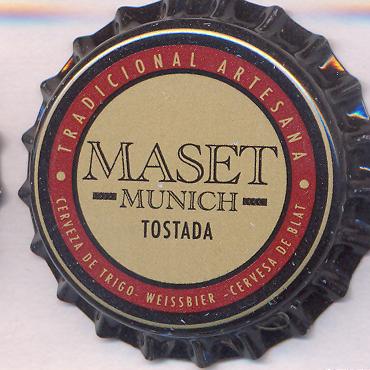 TRADICIONAL ARTESANA
MASET
MUNICH
TOSTADA
CERVEZA DE TRIGO - WEISSBIER - CERVESA DE BLAT